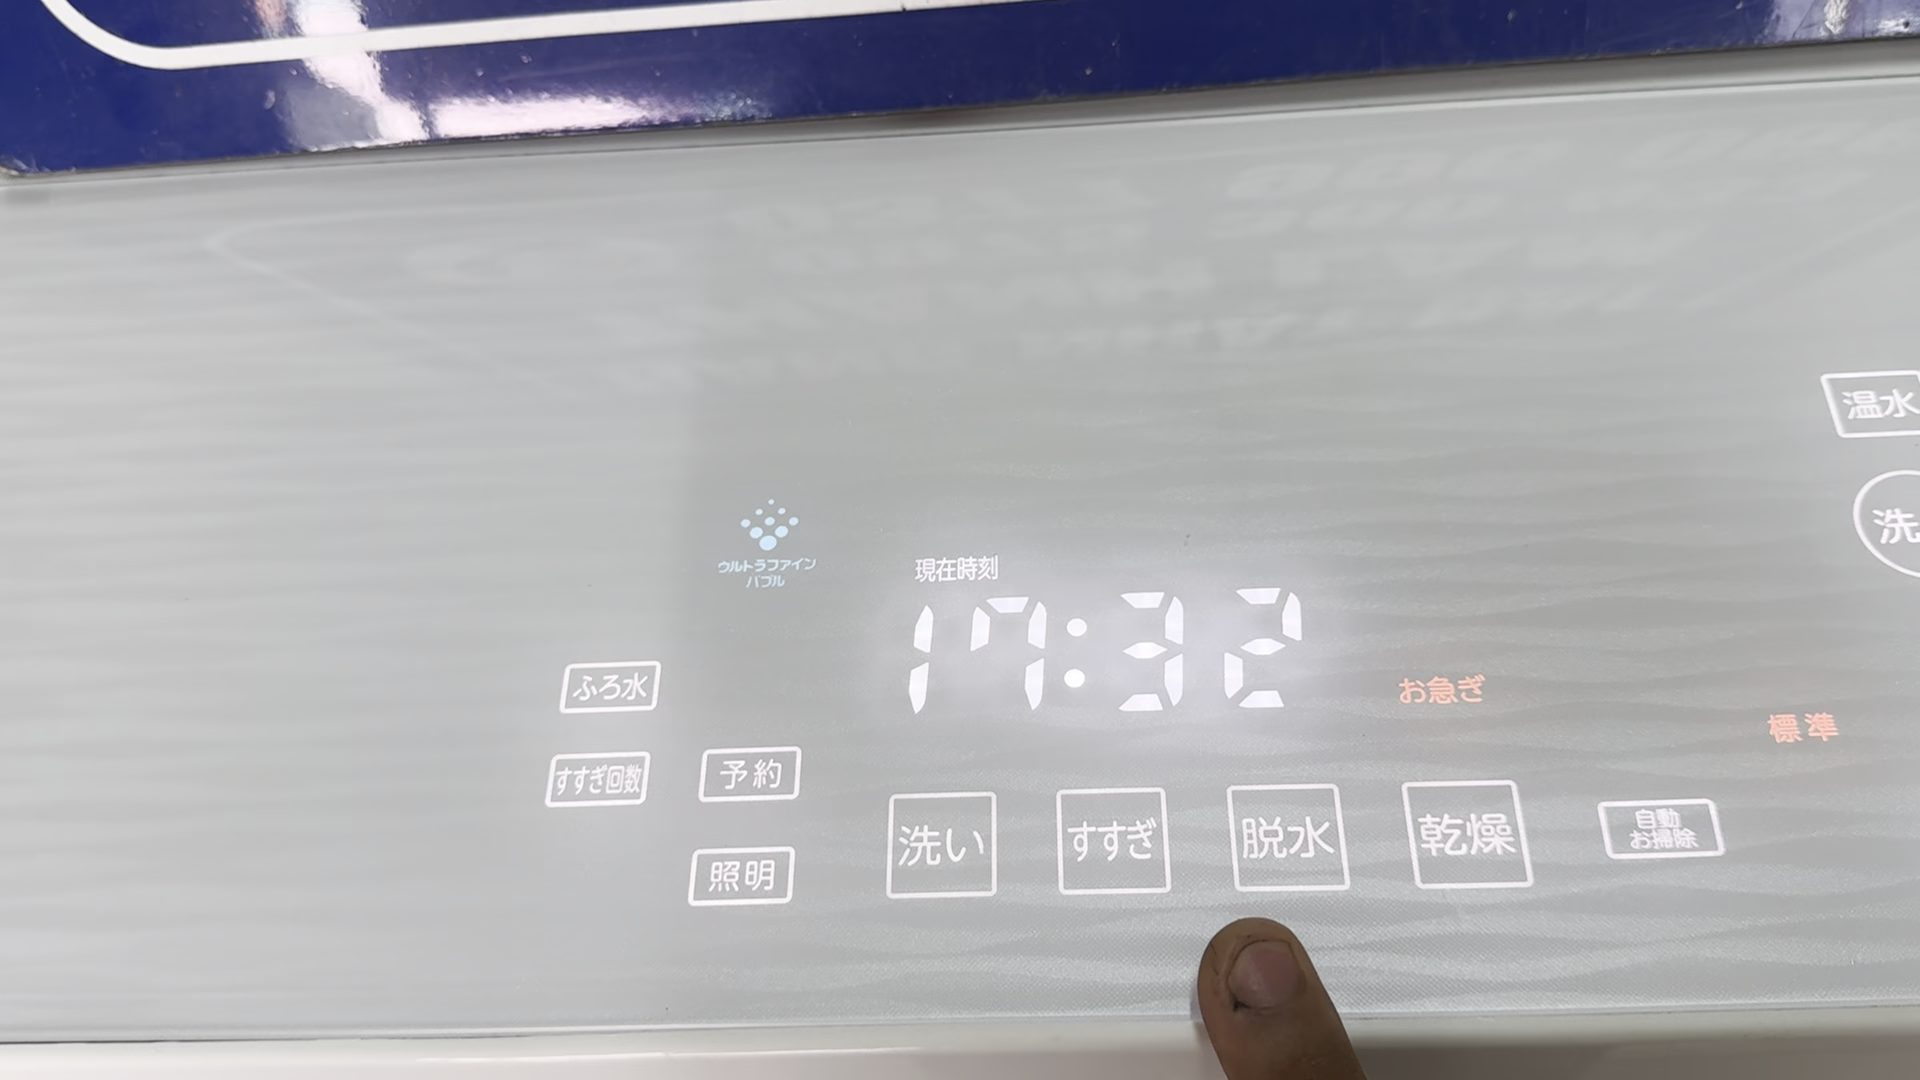 温水
洗
ウルトラファイン
バブル
現在時刻
17:32
ふろ水
お急ぎ
標準
すすぎ回数
予約
洗い
すすぎ
脱水
乾燥
自動
お掃除
照明